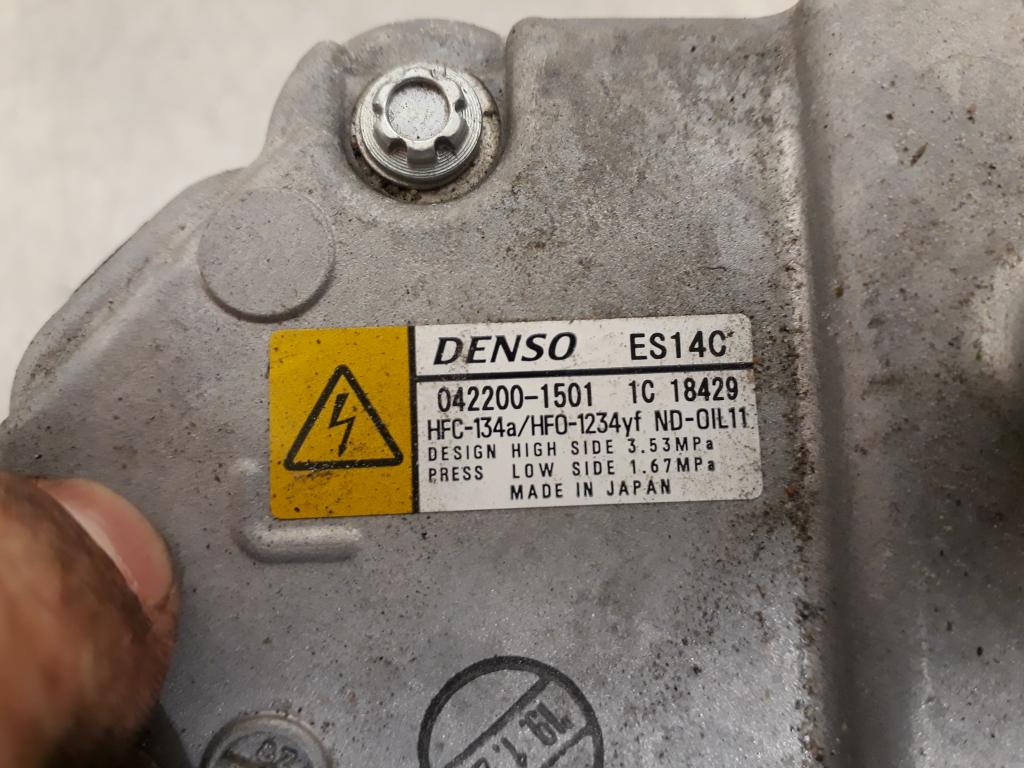 DENSO ES14C
042200-1501 1C 18429
HFC-134a/HFO-1234yf ND-OIL11
DESIGN HIGH SIDE 3.53MPa
PRESS LOW SIDE 1.67MPa
MADE IN JAPAN